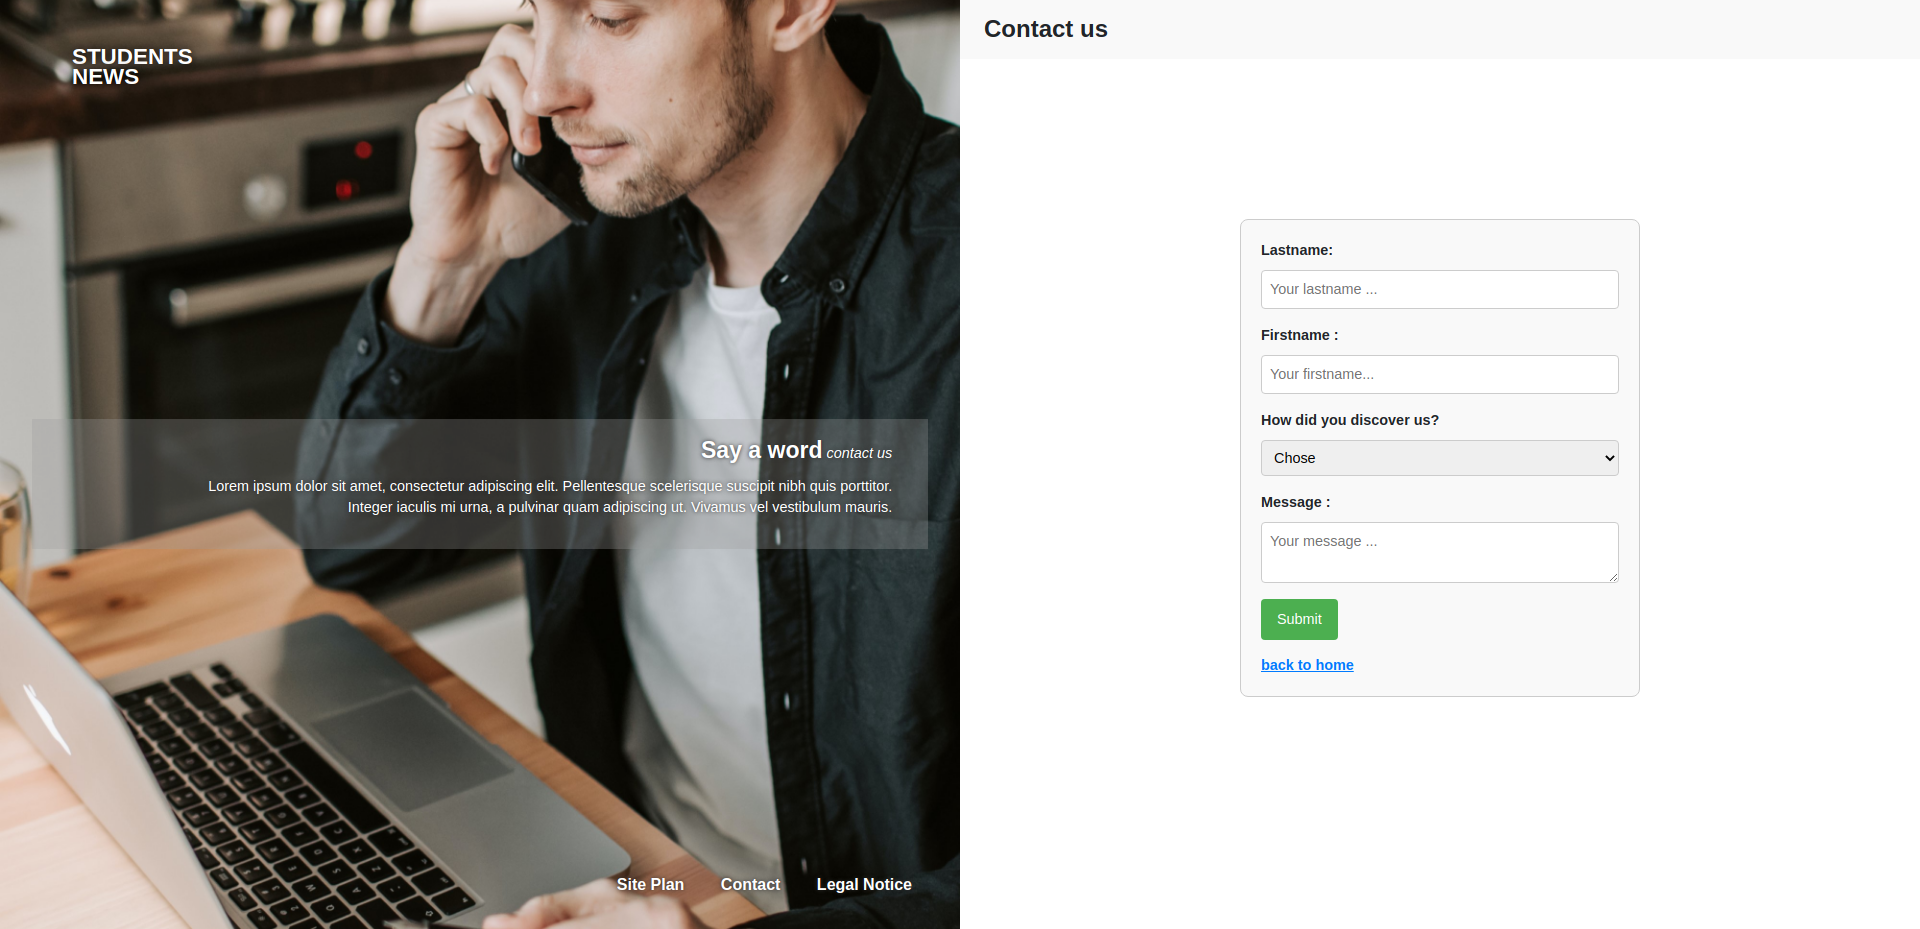 STUDENTS
NEWS
Say a word contact us
Lorem ipsum dolor sit amet, consectetur adipiscing elit. Pellentesque scelerisque suscipit nibh quis porttitor.
Integer iaculis mi urna, a pulvinar quam adipiscing ut. Vivamus vel vestibulum mauris.
Site Plan Contact Legal Notice
Contact us
Lastname:
Your lastname ...
Firstname :
Your firstname...
How did you discover us?
Chose
Message :
Your message ...
Submit
back to home